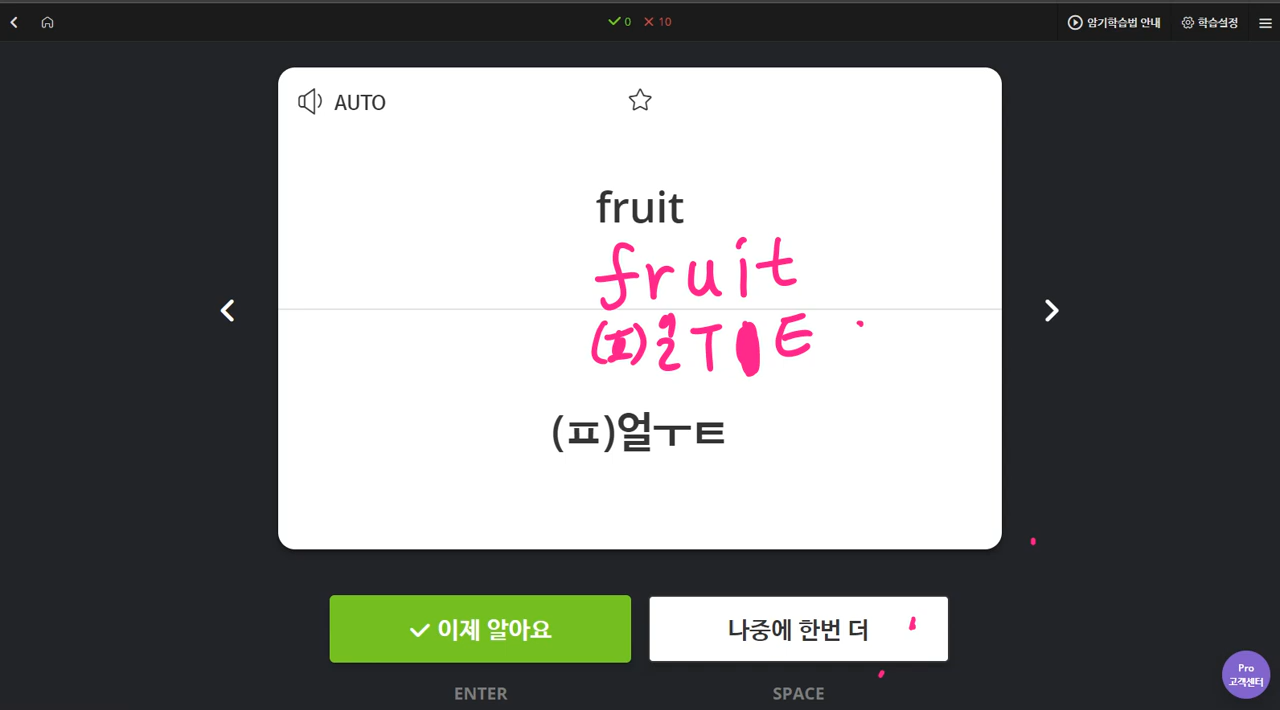 0 10 암기학습법 안내 학습설정
AUTO
fruit
fruit
(ㅍ)얼ㅜㅌ
(ㅍ)얼ㅜㅌ
이제 알아요 나중에 한번 더
ENTER SPACE
Pro
고객센터